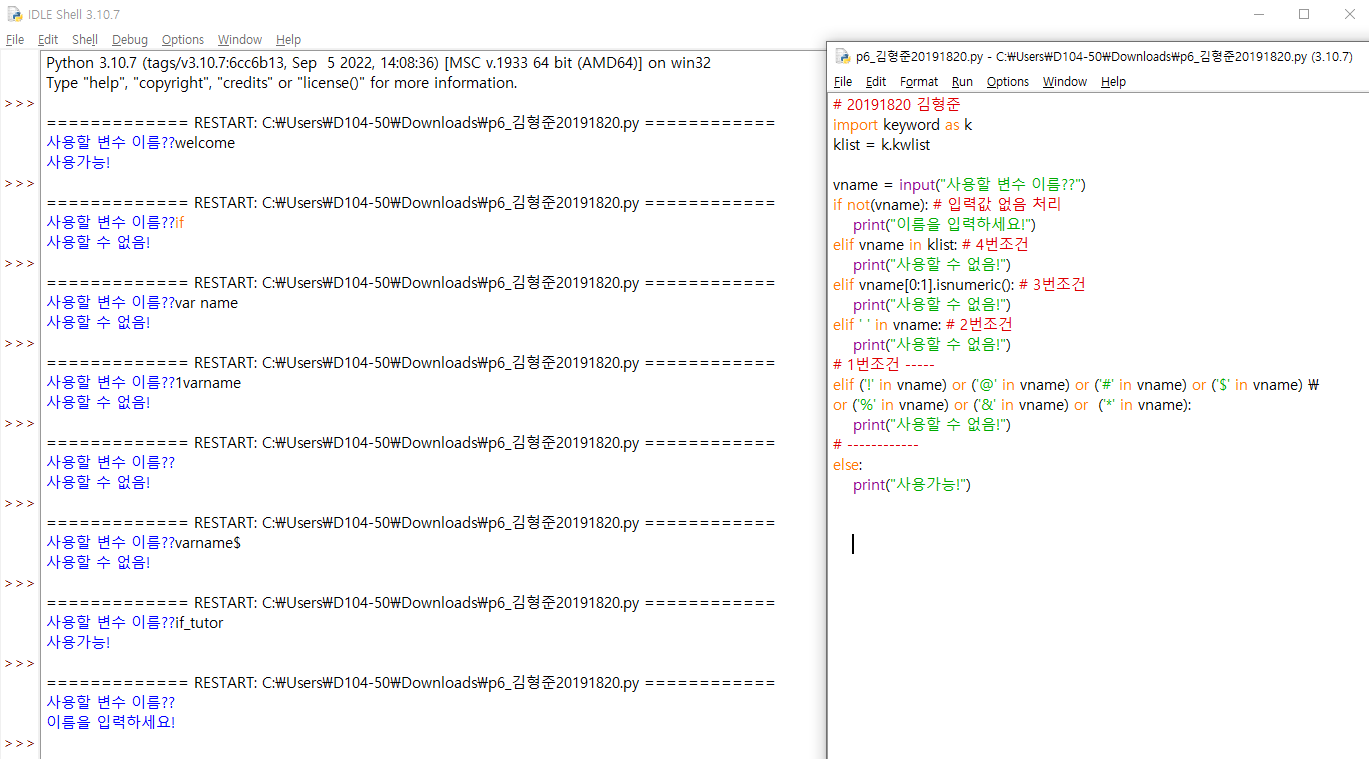 IDLE Shell 3.10.7
File Edit Shell Debug Options Window Help
Python 3.10.7 (tags/v3.10.7:6cc6b13, Sep  5 2022, 14:08:36) [MSC v.1933 64 bit (AMD64)] on win32
Type "help", "copyright", "credits" or "license()" for more information.
>>>
============= RESTART: C:₩Users₩D104-50₩Downloads₩p6_김형준20191820.py ============
사용할 변수 이름??welcome
사용가능!
>>>
============= RESTART: C:₩Users₩D104-50₩Downloads₩p6_김형준20191820.py ============
사용할 변수 이름??if
사용할 수 없음!
>>>
============= RESTART: C:₩Users₩D104-50₩Downloads₩p6_김형준20191820.py ============
사용할 변수 이름??var name
사용할 수 없음!
>>>
============= RESTART: C:₩Users₩D104-50₩Downloads₩p6_김형준20191820.py ============
사용할 변수 이름??1varname
사용할 수 없음!
>>>
============= RESTART: C:₩Users₩D104-50₩Downloads₩p6_김형준20191820.py ============
사용할 변수 이름??
사용할 수 없음!
>>>
============= RESTART: C:₩Users₩D104-50₩Downloads₩p6_김형준20191820.py ============
사용할 변수 이름??varname$
사용할 수 없음!
>>>
============= RESTART: C:₩Users₩D104-50₩Downloads₩p6_김형준20191820.py ============
사용할 변수 이름??if_tutor
사용가능!
>>>
============= RESTART: C:₩Users₩D104-50₩Downloads₩p6_김형준20191820.py ============
사용할 변수 이름??
이름을 입력하세요!
>>>
p6_김형준20191820.py - C:₩Users₩D104-50₩Downloads₩p6_김형준20191820.py (3.10.7)
File Edit Format Run Options Window Help
# 20191820 김형준
import keyword as k
klist = k.kwlist
vname = input("사용할 변수 이름??")
if not(vname): # 입력값 없음 처리
    print("이름을 입력하세요!")
elif vname in klist: # 4번조건
    print("사용할 수 없음!")
elif vname[0:1].isnumeric(): # 3번조건
    print("사용할 수 없음!")
elif ' ' in vname: # 2번조건
    print("사용할 수 없음!")
# 1번조건 -----
elif ('!' in vname) or ('@' in vname) or ('#' in vname) or ('$' in vname) ₩
or ('%' in vname) or ('&' in vname) or  ('*' in vname):
    print("사용할 수 없음!")
# ------------
else:
    print("사용가능!")